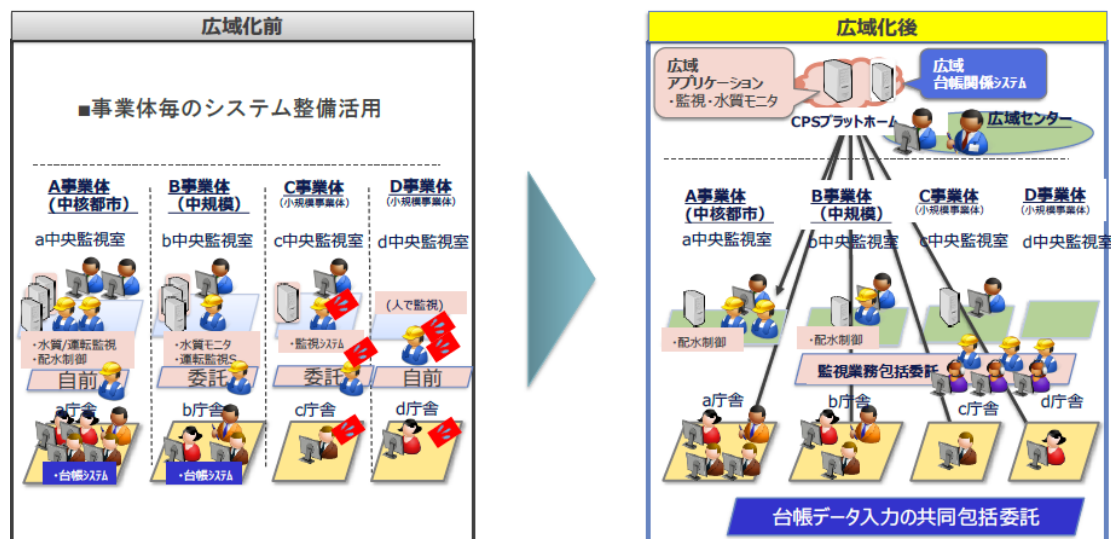 広域化前
■事業体毎のシステム整備活用
A事業体
（中核都市）
B事業体
（中規模）
C事業体
（小規模事業体）
D事業体
（小規模事業体）
a中央監視室
b中央監視室
c中央監視室
d中央監視室
(人で監視)
・水質/運転監視
・配水制御
・水質モニタ
・運転監視S
・監視システム
自前
委託
委託
自前
a庁舎
b庁舎
c庁舎
d庁舎
・台帳システム
・台帳システム
広域化後
広域
アプリケーション
・監視・水質モニタ
広域
台帳関係システム
CPSプラットホーム
広域センター
A事業体
（中核都市）
B事業体
（中規模）
C事業体
（小規模事業体）
D事業体
（小規模事業体）
a中央監視室
b中央監視室
c中央監視室
d中央監視室
・配水制御
・配水制御
監視業務包括委託
a庁舎
b庁舎
c庁舎
d庁舎
台帳データ入力の共同包括委託